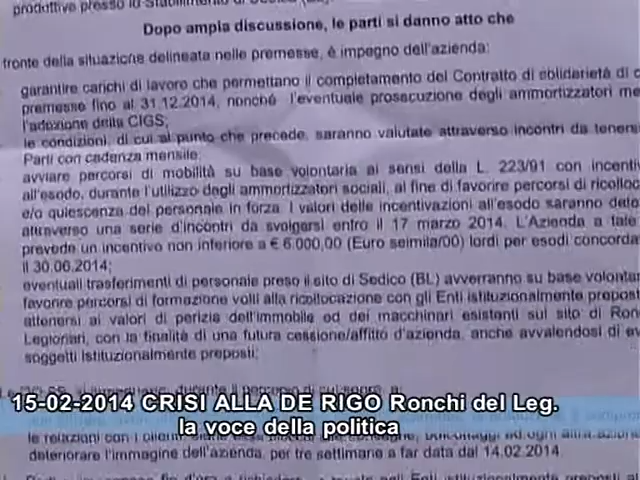 produttive presso lo Stabilimento di
Dopo ampia discussione, le parti si danno atto che
fronte della situazione delineata nelle premesse, è impegno dell'azienda:
garantire carichi di lavoro che permettano il completamento del Contratto di solidarietà di c
premesse fino al 31.12.2014, nonchè l'eventuale prosecuzione degli ammortizzatori me
l'adozione della CIGS;
le condizioni, di cui al punto che precede, saranno valutate attraverso incontri da teners
Parti con cadenza mensile;
avviare percorsi di mobilità su base volontaria ai sensi della L. 223/91 con incentiv
all'esodo, durante l'utilizzo degli ammortizzatori sociali, al fine di favorire percorsi di ricolloc
e/o quiescenza del personale in forza. I valori delle incentivazioni all'esodo saranno
attraverso una serie d'incontri da svolgersi entro il 17 marzo 2014. L'Azienda a tale
prevede un incentivo non inferiore a € 6.000,00 (Euro seimila/00) lordi per esodi concorda
il 30.06.2014;
eventuali trasferimenti di personale preso il sito di Sedico (BL) avverranno su base volontar
favorire percorsi di formazione volti alla ricollocazione con gli Enti istituzionalmente prepost
attenersi ai valori di perizia dell'immobile ed dei macchinari esistenti sul sito di Ron
Legionari, con la finalità di una futura cessione/affitto d'azienda, anche avvalendosi di
soggetti istituzionalmente preposti;
15-02-2014 CRISI ALLA DE RIGO Ronchi del Leg.
la voce della politica
le relazioni con i clienti
deteriorare l'immagine dell'azienda, per tre settimane a far data dal 14.02.2014.